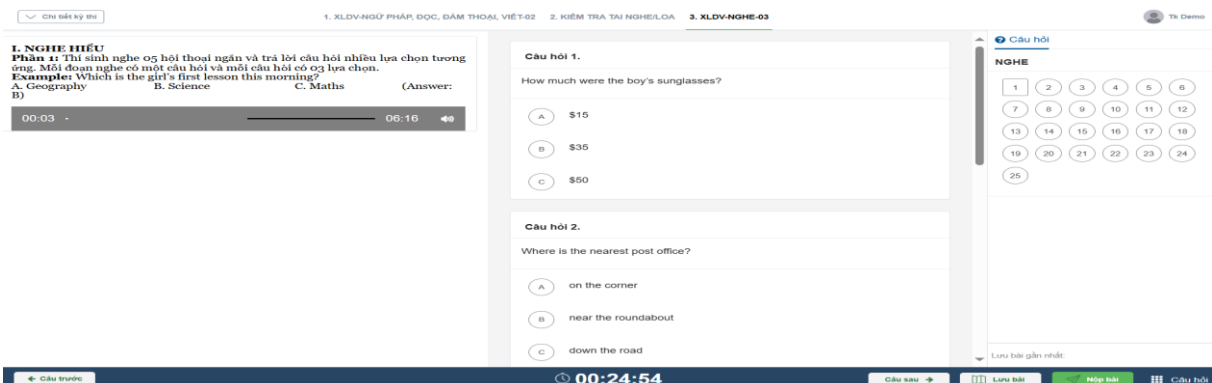 Chi tiết kỳ thi
1. XLDV-NGỮ PHÁP, ĐỌC, ĐÀM THOẠI, VIẾT-02 2. KIỂM TRA TAI NGHE/LOA 3. XLDV-NGHE-03
Tk Demo
I. NGHE HIỂU
Phần 1: Thí sinh nghe 05 hội thoại ngắn và trả lời câu hỏi nhiều lựa chọn tương
ứng. Mỗi đoạn nghe có một câu hỏi và mỗi câu hỏi có 03 lựa chọn.
Example: Which is the girl's first lesson this morning?
A. Geography B. Science C. Maths (Answer:
B)
00:03 06:16
Câu hỏi 1.
How much were the boy's sunglasses?
A $15
B $35
C $50
Câu hỏi 2.
Where is the nearest post office?
A on the corner
B near the roundabout
C down the road
Câu hỏi
NGHE
1 2 3 4 5 6
7 8 9 10 11 12
13 14 15 16 17 18
19 20 21 22 23 24
25
Lưu bài gần nhất:
Câu trước
00:24:54
Câu sau
Lưu bài
Nộp bài
Câu hỏi